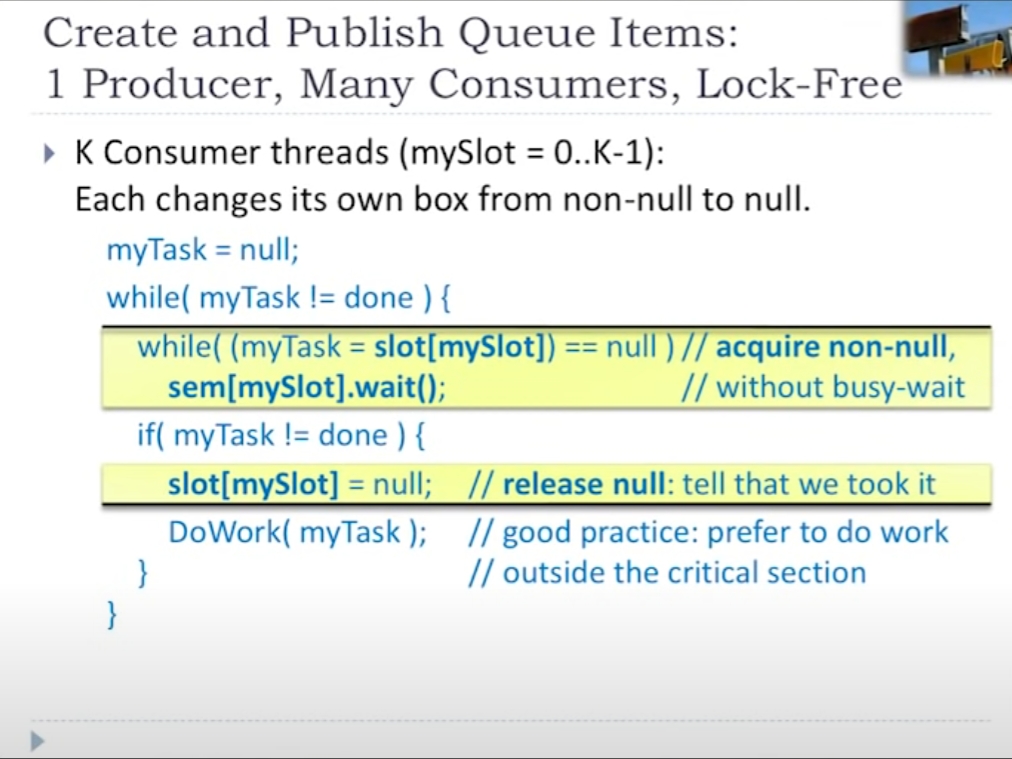 Create and Publish Queue Items:
1 Producer, Many Consumers, Lock-Free
K Consumer threads (mySlot = 0..K-1):
Each changes its own box from non-null to null.
myTask = null;
while( myTask != done ) {
while( (myTask = slot[mySlot]) == null ) // acquire non-null,
sem[mySlot].wait(); // without busy-wait
if( myTask != done ) {
slot[mySlot] = null; // release null: tell that we took it
DoWork( myTask ); // good practice: prefer to do work
} // outside the critical section
}